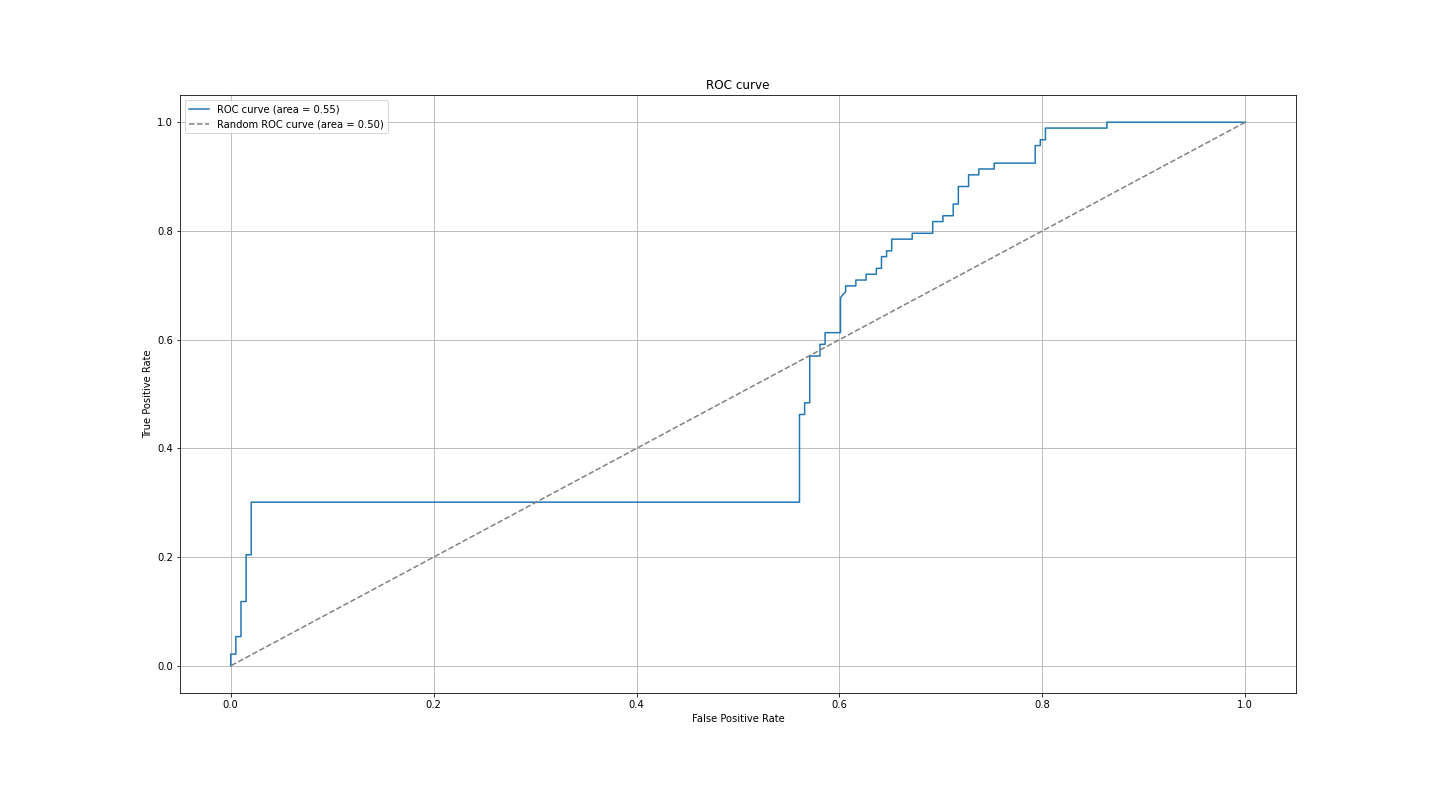 ROC curve
ROC curve (area = 0.55)
Random ROC curve (area = 0.50)
True Positive Rate
1.0
0.8
0.6
0.4
0.2
0.0
0.0 0.2 0.4 0.6 0.8 1.0
False Positive Rate